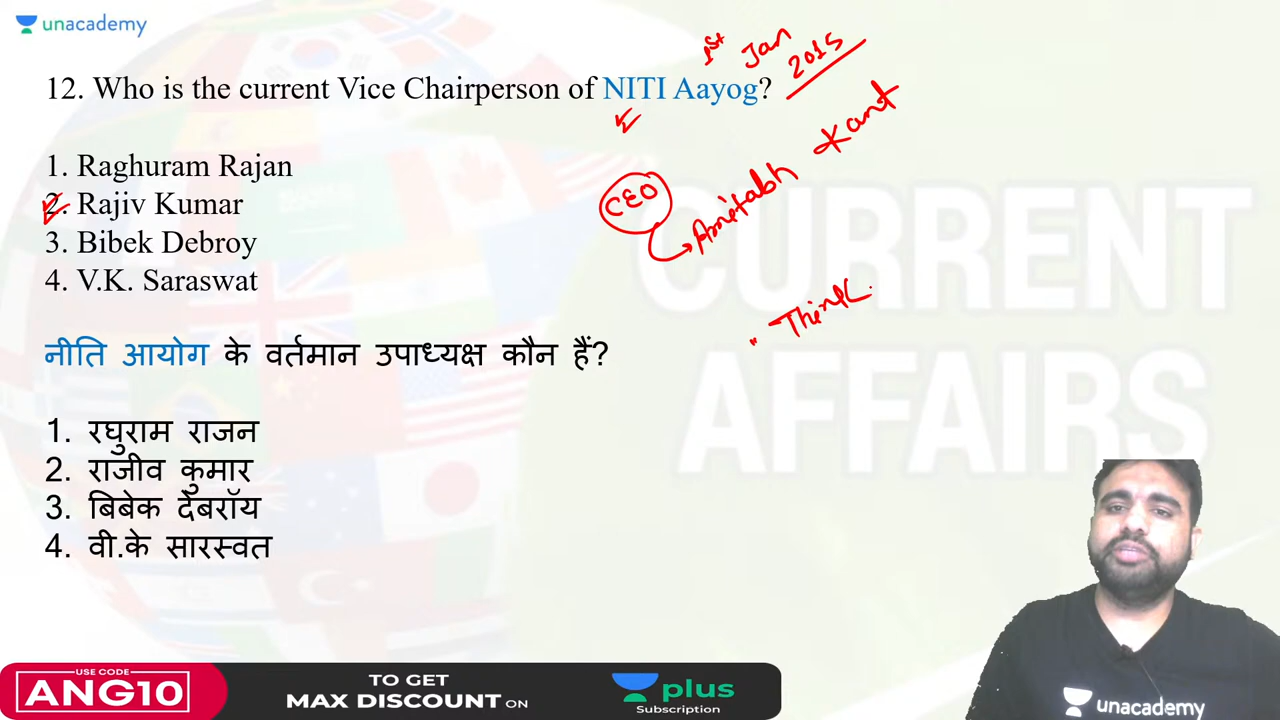 unacademy
1st Jan 2015
12. Who is the current Vice Chairperson of NITI Aayog?
1. Raghuram Rajan
2. Rajiv Kumar
3. Bibek Debroy
4. V.K. Saraswat
CEO
Amitabh Kant
" Think
नीति आयोग के वर्तमान उपाध्यक्ष कौन हैं?
1. रघुराम राजन
2. राजीव कुमार
3. बिबेक देबरॉय
4. वी.के सारस्वत
CURRENT
AFFAIRS
USE CODE
ANG10
TO GET
MAX DISCOUNT ON
plus
Subscription
unacademy